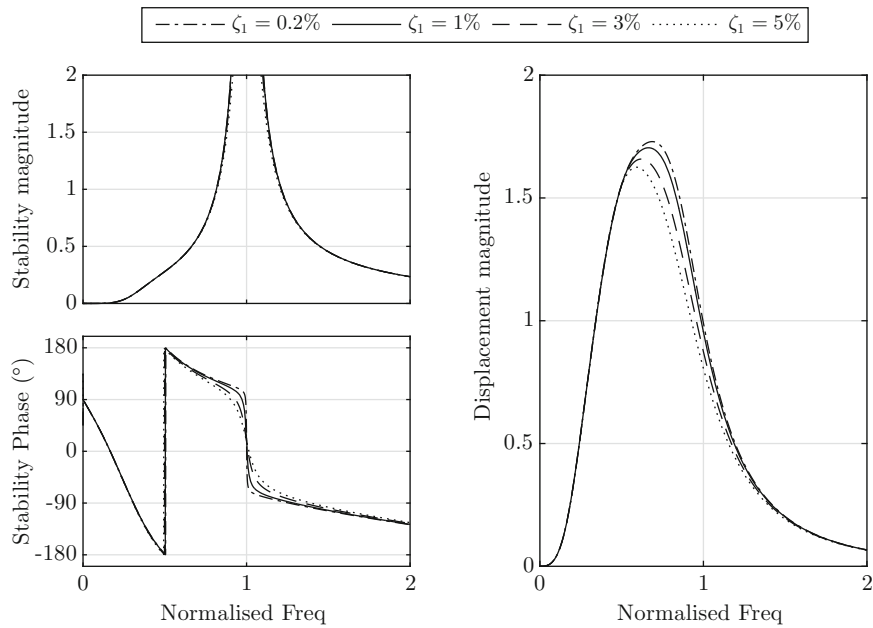 ζ₁ = 0.2% ζ₁ = 1% ζ₁ = 3% ζ₁ = 5%
Stability magnitude
2
1.5
1
0.5
0
Stability Phase (°)
180
90
0
-90
-180
0 1 2
Normalised Freq
Displacement magnitude
2
1.5
1
0.5
0
0 1 2
Normalised Freq